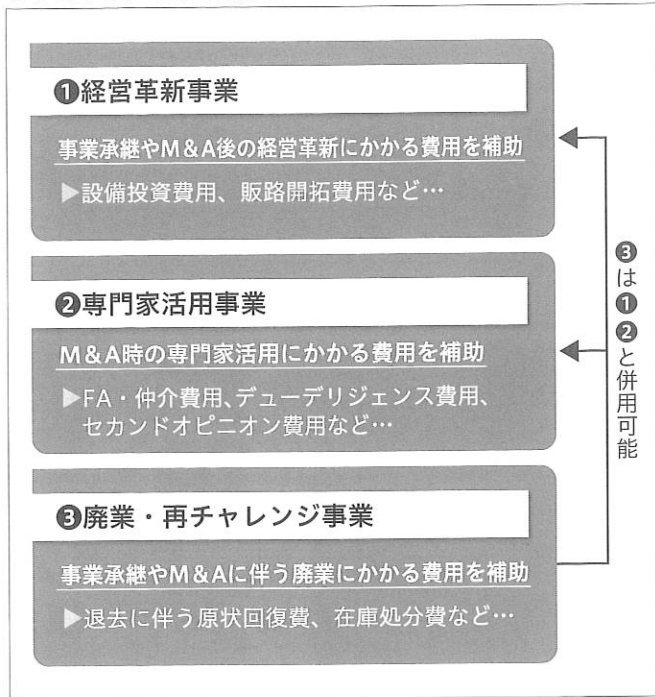 ❶経営革新事業
事業承継やM&A後の経営革新にかかる費用を補助
▶設備投資費用、販路開拓費用など…
❷専門家活用事業
M&A時の専門家活用にかかる費用を補助
▶FA・仲介費用、デューデリジェンス費用、
セカンドオピニオン費用など…
❸廃業・再チャレンジ事業
事業承継やM&Aに伴う廃業にかかる費用を補助
▶退去に伴う原状回復費、在庫処分費など…
❸は❶❷と併用可能